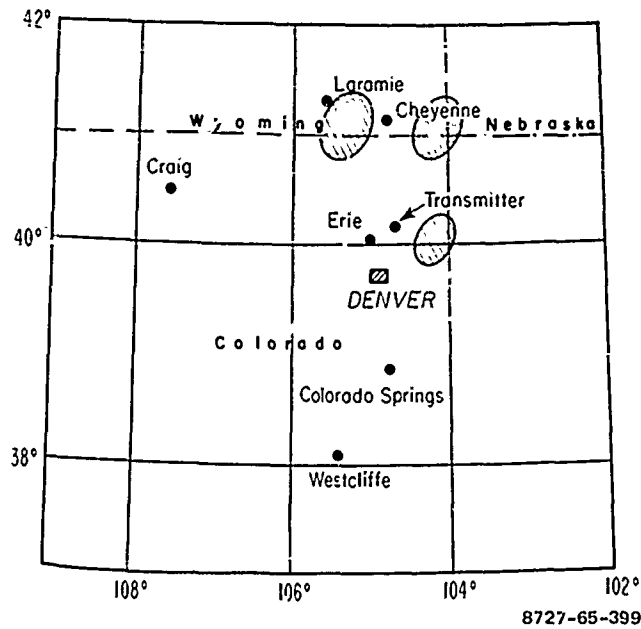 42°
Laramie
Wyoming
Cheyenne
Nebraska
Craig
Transmitter
Erie
40°
DENVER
Colorado
Colorado Springs
38°
Westcliffe
108°
106°
104°
102°
8727-65-399